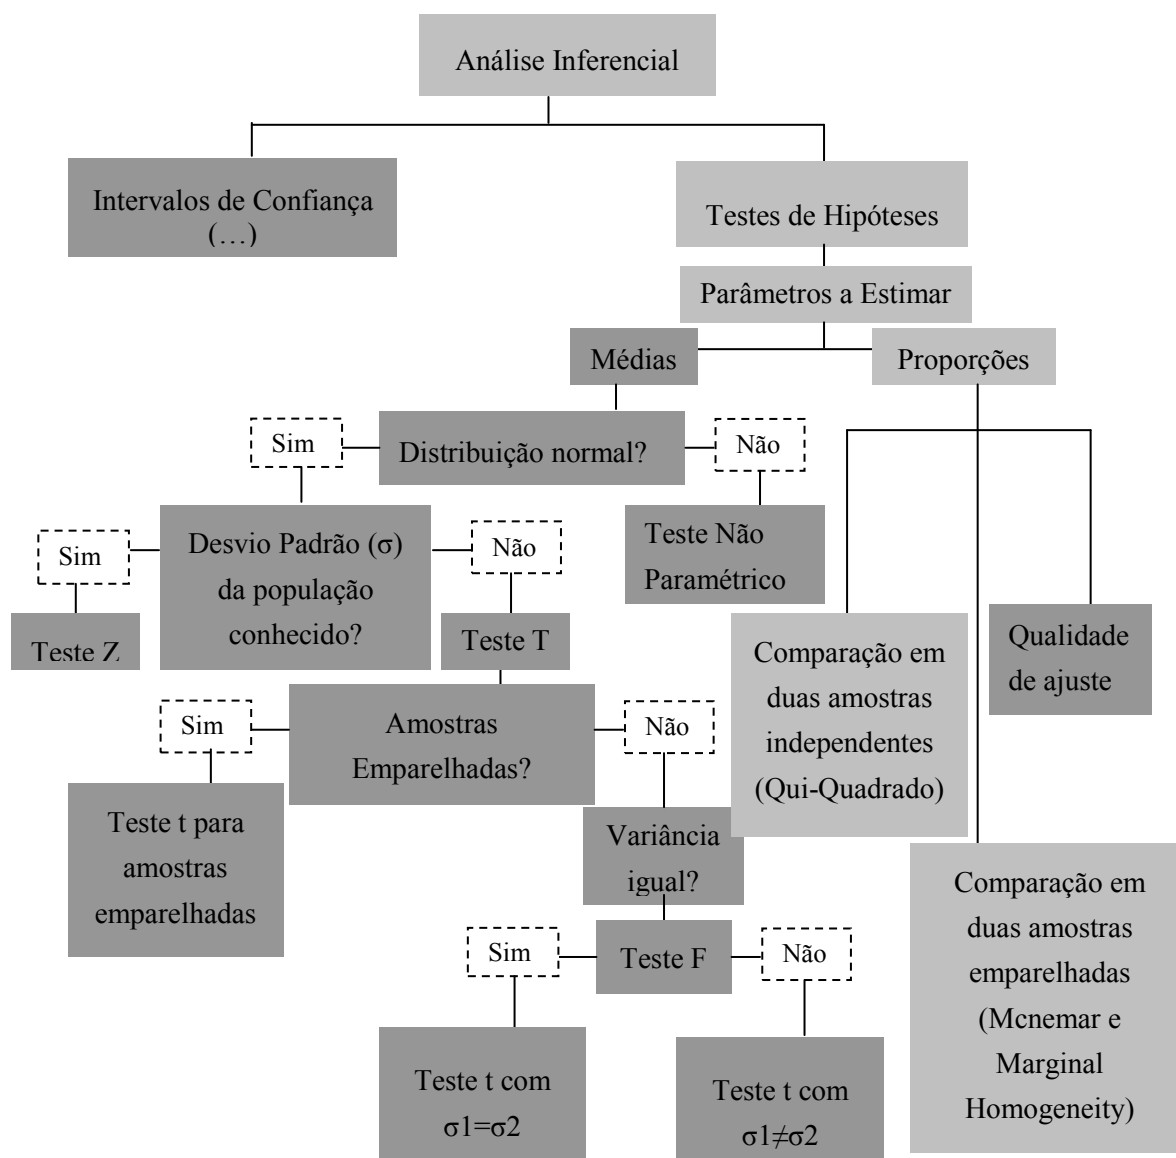 Análise Inferencial
Intervalos de Confiança
(…)
Testes de Hipóteses
Parâmetros a Estimar
Médias
Proporções
Sim
Distribuição normal?
Não
Sim
Desvio Padrão (σ)
da população
conhecido?
Não
Teste Não
Paramétrico
Teste Z
Teste T
Comparação em
duas amostras
independentes
(Qui-Quadrado)
Qualidade
de ajuste
Sim
Amostras
Emparelhadas?
Não
Teste t para
amostras
emparelhadas
Variância
igual?
Comparação em
duas amostras
emparelhadas
(Mcnemar e
Marginal
Homogeneity)
Sim
Teste F
Não
Teste t com
σ1=σ2
Teste t com
σ1≠σ2